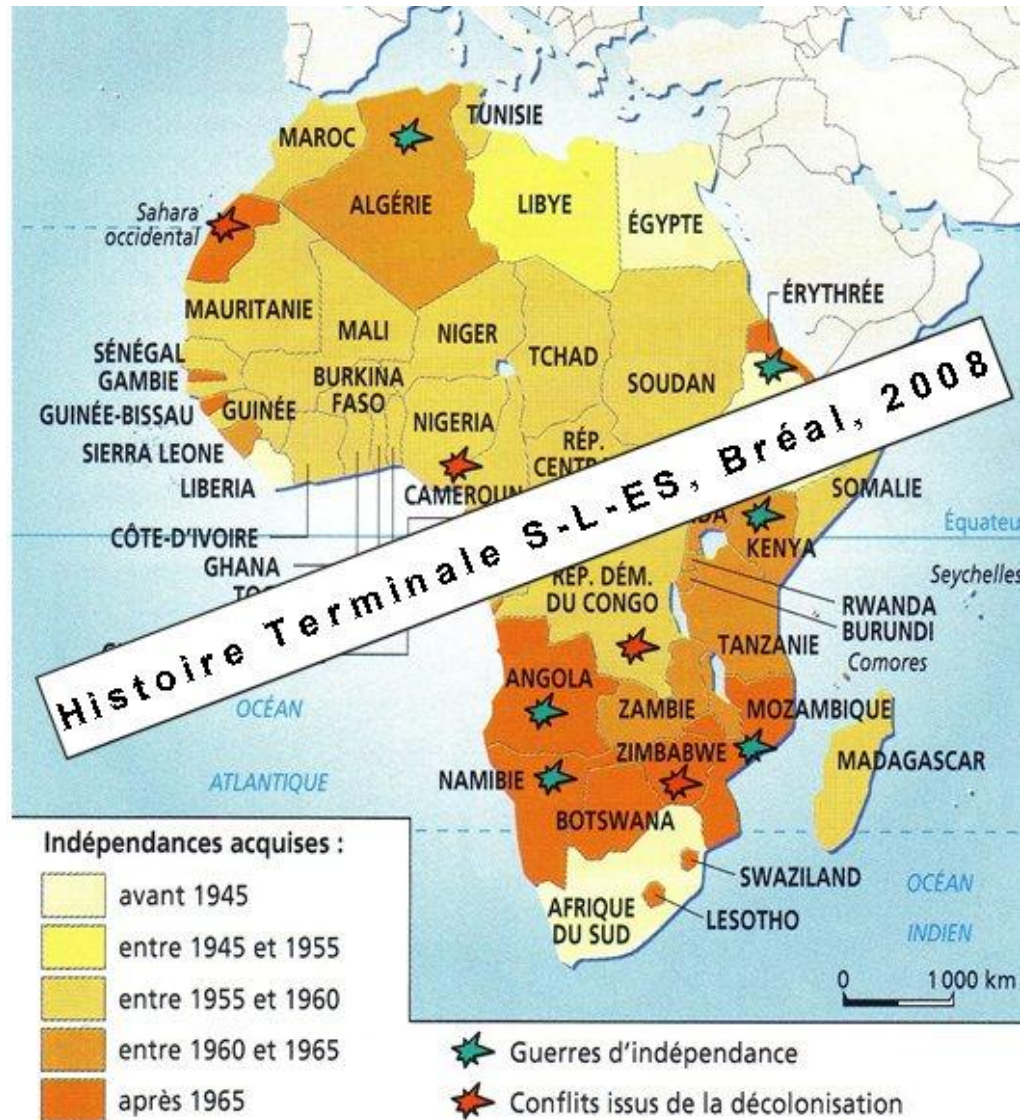 MAROC
TUNISIE
ALGÉRIE
LIBYE
ÉGYPTE
Sahara
occidental
MAURITANIE
MALI
NIGER
TCHAD
SOUDAN
ÉRYTHRÉE
SÉNÉGAL
GAMBIE
GUINÉE-BISSAU
GUINÉE
BURKINA
FASO
NIGERIA
SIERRA LEONE
LIBERIA
CÔTE-D'IVOIRE
GHANA
CAMEROUN
RÉP.
SOMALIE
KENYA
Équateur
Seychelles
Histoire Terminale S-L-ES, Bréal, 2008
RÉP. DÉM.
DU CONGO
RWANDA
BURUNDI
TANZANIE
Comores
ANGOLA
ZAMBIE
MOZAMBIQUE
ZIMBABWE
MADAGASCAR
NAMIBIE
BOTSWANA
OCÉAN
ATLANTIQUE
SWAZILAND
LESOTHO
AFRIQUE
DU SUD
OCÉAN
INDIEN
0 1 000 km
Indépendances acquises :
avant 1945
entre 1945 et 1955
entre 1955 et 1960
entre 1960 et 1965
après 1965
Guerres d'indépendance
Conflits issus de la décolonisation